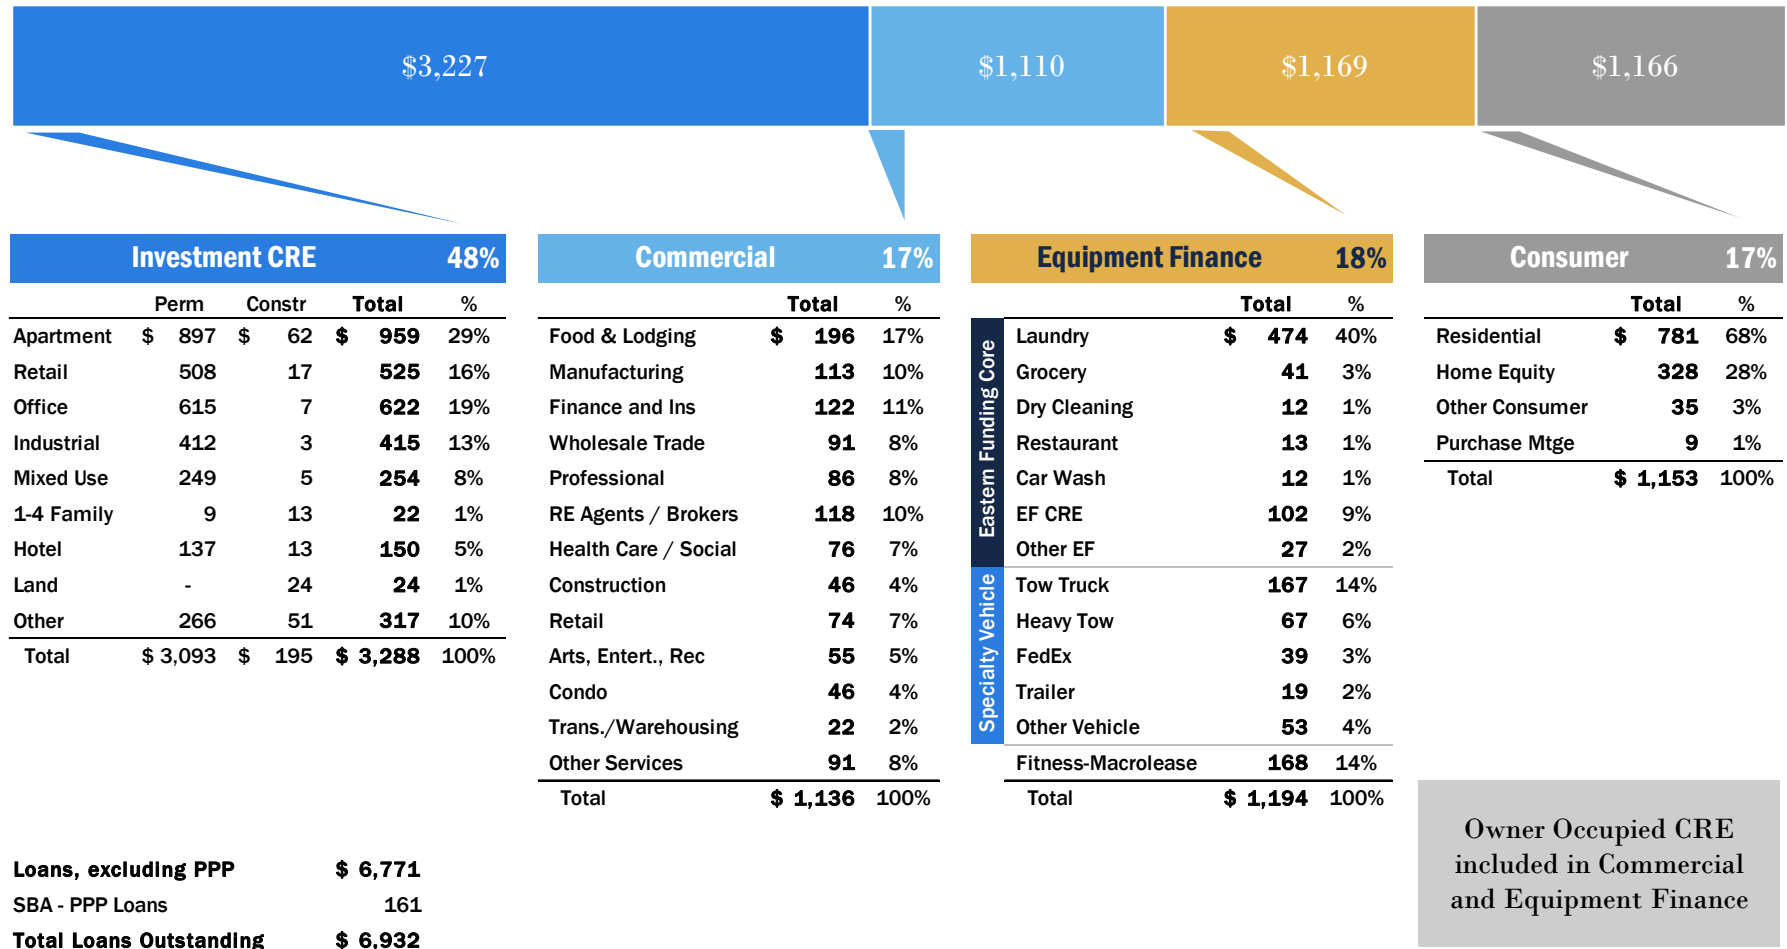 $3,227 $1,110 $1,169 $1,166
Investment CRE 48%
Perm Constr Total %
Apartment $ 897 $ 62 $ 959 29%
Retail 508 17 525 16%
Office 615 7 622 19%
Industrial 412 3 415 13%
Mixed Use 249 5 254 8%
1-4 Family 9 13 22 1%
Hotel 137 13 150 5%
Land - 24 24 1%
Other 266 51 317 10%
Total $ 3,093 $ 195 $ 3,288 100%
Commercial 17%
Total %
Food & Lodging $ 196 17%
Manufacturing 113 10%
Finance and Ins 122 11%
Wholesale Trade 91 8%
Professional 86 8%
RE Agents / Brokers 118 10%
Health Care / Social 76 7%
Construction 46 4%
Retail 74 7%
Arts, Entert., Rec 55 5%
Condo 46 4%
Trans./Warehousing 22 2%
Other Services 91 8%
Total $ 1,136 100%
Equipment Finance 18%
Total %
Eastern Funding Core
Laundry $ 474 40%
Grocery 41 3%
Dry Cleaning 12 1%
Restaurant 13 1%
Car Wash 12 1%
EF CRE 102 9%
Other EF 27 2%
Specialty Vehicle
Tow Truck 167 14%
Heavy Tow 67 6%
FedEx 39 3%
Trailer 19 2%
Other Vehicle 53 4%
Fitness-Macrolease 168 14%
Total $ 1,194 100%
Consumer 17%
Total %
Residential $ 781 68%
Home Equity 328 28%
Other Consumer 35 3%
Purchase Mtge 9 1%
Total $ 1,153 100%
Loans, excluding PPP $ 6,771
SBA - PPP Loans 161
Total Loans Outstanding $ 6,932
Owner Occupied CRE
included in Commercial
and Equipment Finance